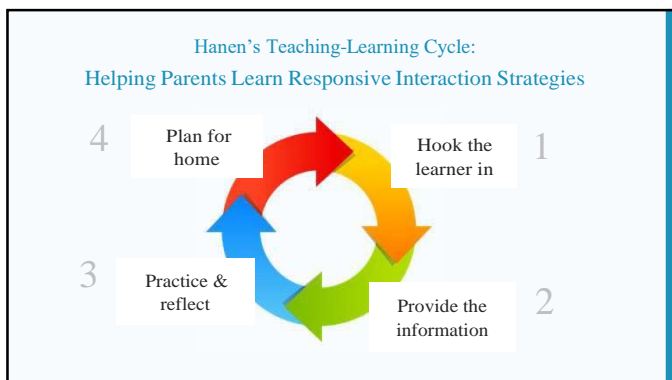 Hanen's Teaching-Learning Cycle:
Helping Parents Learn Responsive Interaction Strategies
4
Plan for
home
Hook the
learner in
1
3
Practice &
reflect
Provide the
information
2